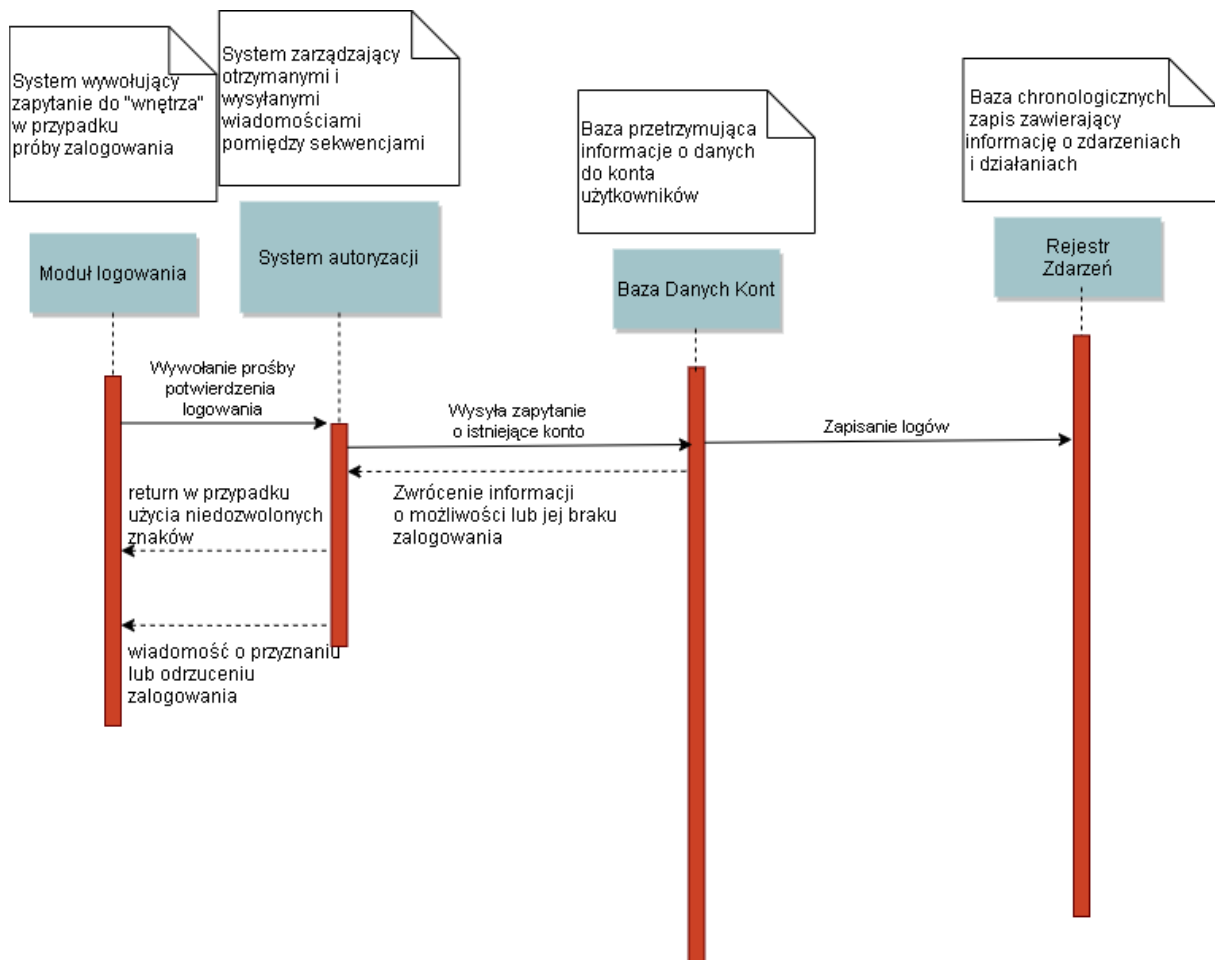 System wywołujący
zapytanie do "wnętrza"
w przypadku
próby zalogowania
System zarządzający
otrzymanymi i
wysyłanymi
wiadomościami
pomiędzy sekwencjami
Baza przetrzymująca
informacje o danych
do konta
użytkowników
Baza chronologicznych
zapis zawierający
informację o zdarzeniach
i działaniach
Moduł logowania
System autoryzacji
Baza Danych Kont
Rejestr
Zdarzeń
Wywołanie prośby
potwierdzenia
logowania
Wysyła zapytanie
o istniejące konto
Zapisanie logów
return w przypadku
użycia niedozwolonych
znaków
Zwrócenie informacji
o możliwości lub jej braku
zalogowania
wiadomość o przyznaniu
lub odrzuceniu
zalogowania